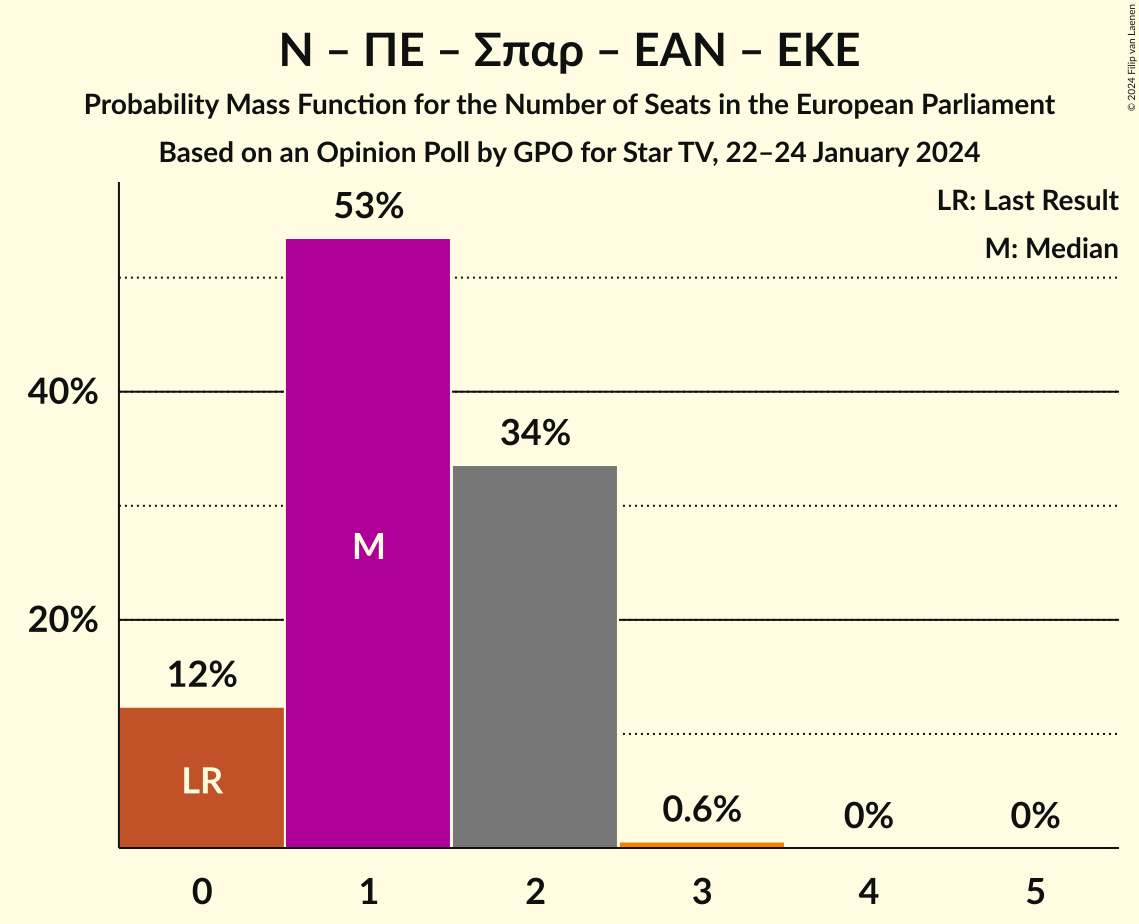 Ν – ΠΕ – Σπαρ – ΕΑΝ – ΕΚΕ
Probability Mass Function for the Number of Seats in the European Parliament
Based on an Opinion Poll by GPO for Star TV, 22–24 January 2024
© 2024 Filip van Laenen
LR: Last Result
M: Median
53%
40%
34%
M
20%
12%
LR
0.6%
0%
0%
0
1
2
3
4
5